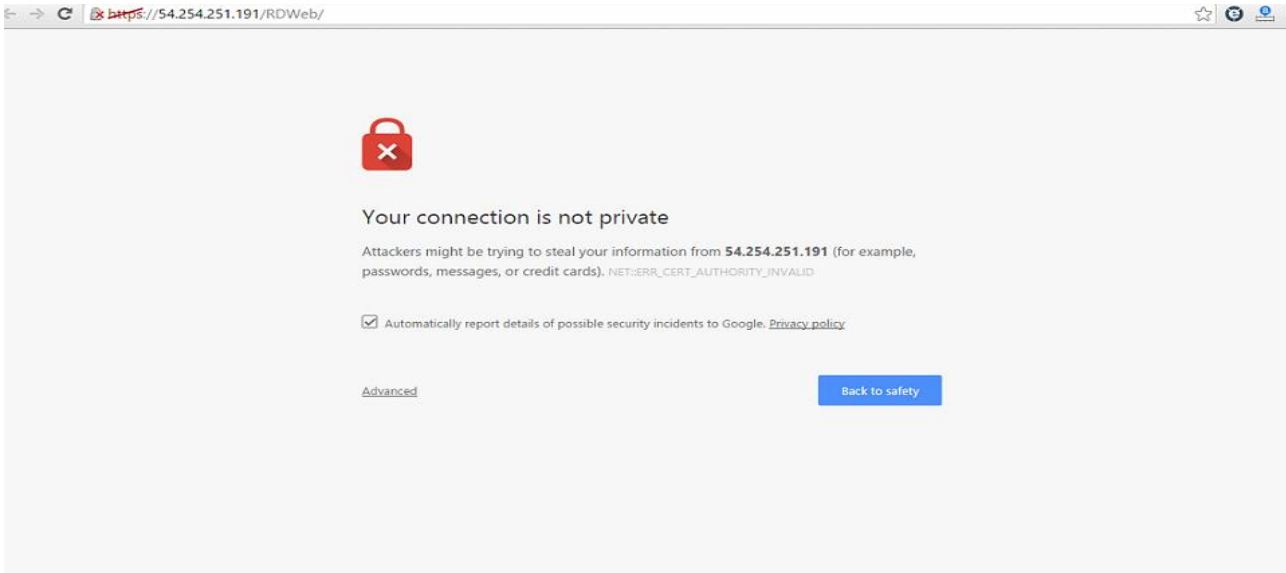 https://54.254.251.191/RDWeb/
Your connection is not private
Attackers might be trying to steal your information from 54.254.251.191 (for example,
passwords, messages, or credit cards). NET::ERR_CERT_AUTHORITY_INVALID
Automatically report details of possible security incidents to Google. Privacy policy
Advanced
Back to safety